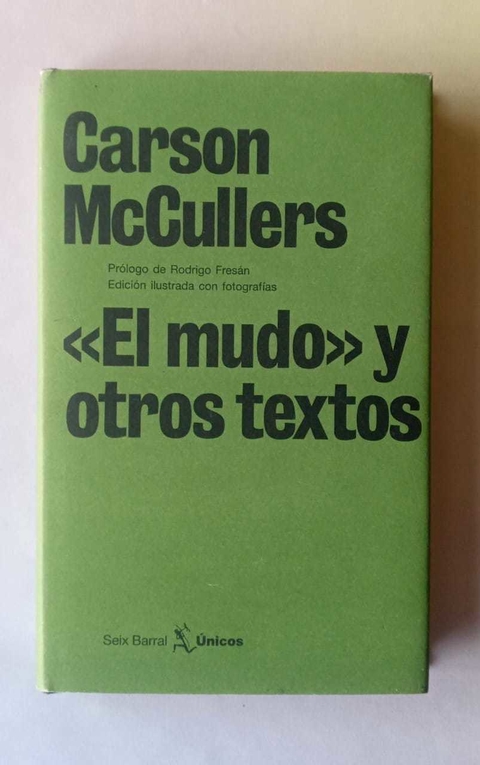 Carson
McCullers
Prólogo de Rodrigo Fresán
Edición ilustrada con fotografías
«El mudo» y
otros textos
Seix Barral Únicos